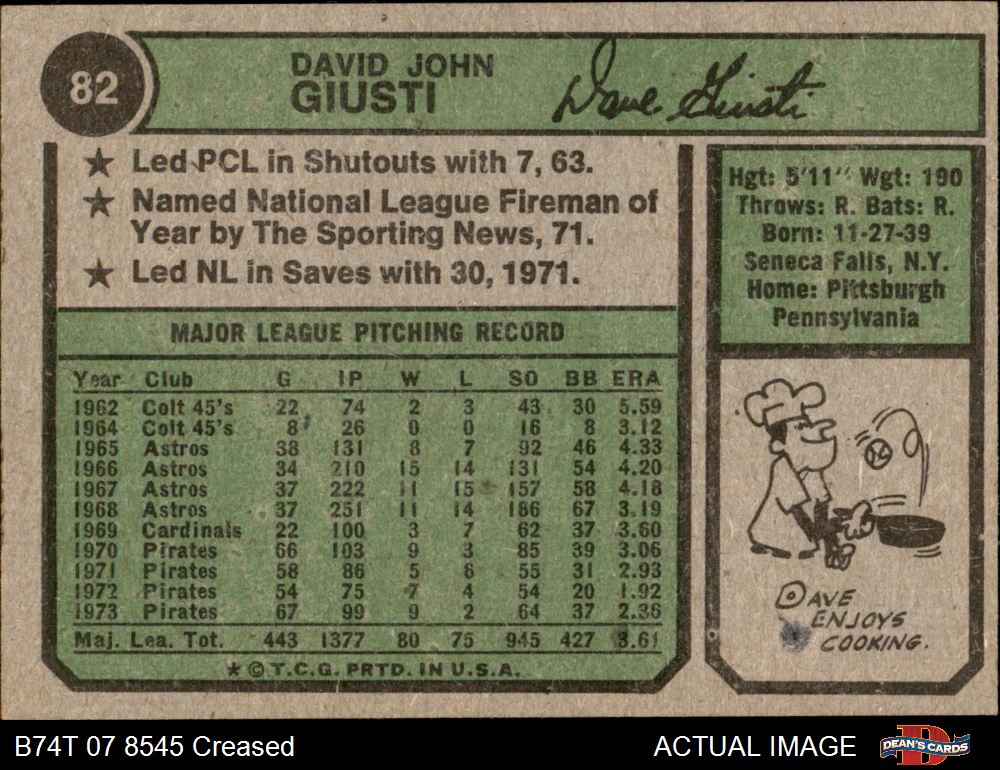 82
DAVID JOHN
GIUSTI
Dave Giusti
★ Led PCL in Shutouts with 7, 63.
★ Named National League Fireman of
Year by The Sporting News, 71.
★ Led NL in Saves with 30, 1971.
Hgt: 5'11" Wgt: 190
Throws: R. Bats: R.
Born: 11-27-39
Seneca Falls, N.Y.
Home: Pittsburgh
Pennsylvania
MAJOR LEAGUE PITCHING RECORD
Year Club G IP W L SO BB ERA
1962 Colt 45's 22 74 2 3 43 30 5.59
1964 Colt 45's 8 26 0 0 16 8 3.12
1965 Astros 38 131 8 7 92 46 4.33
1966 Astros 34 210 15 14 131 54 4.20
1967 Astros 37 222 11 15 157 58 4.18
1968 Astros 37 251 11 14 186 67 3.19
1969 Cardinals 22 100 3 7 62 37 3.60
1970 Pirates 66 103 9 3 85 39 3.06
1971 Pirates 58 86 5 6 55 31 2.93
1972 Pirates 54 75 7 4 54 20 1.92
1973 Pirates 67 99 9 2 64 37 2.36
Maj. Lea. Tot. 443 1377 80 75 945 427 3.61
★ © T.C.G. PRTD. IN U.S.A.
DAVE
ENJOYS
COOKING.
B74T 07 8545 Creased
ACTUAL IMAGE
DEAN'S CARDS